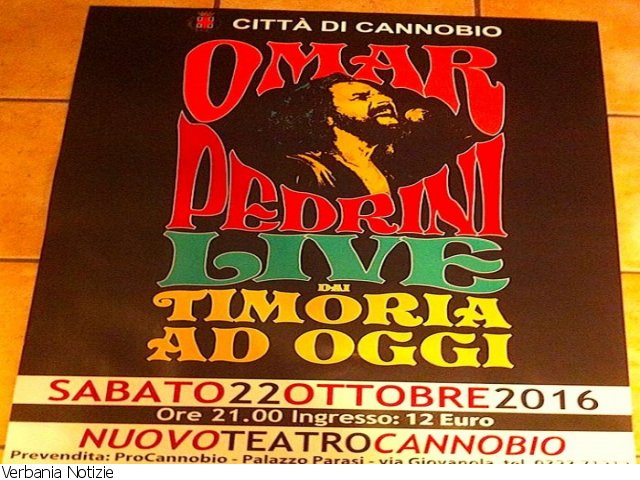 CITTÀ DI CANNOBIO
OMAR
PEDRINI
LIVE
DAI
TIMORIA
AD OGGI
SABATO22OTTOBRE2016
Ore 21.00 Ingresso: 12 Euro
NUOVOTEATROCANNOBIO
Prevendita: ProCannobio - Palazzo Parasi - via Giovanola, tel.
Verbania Notizie